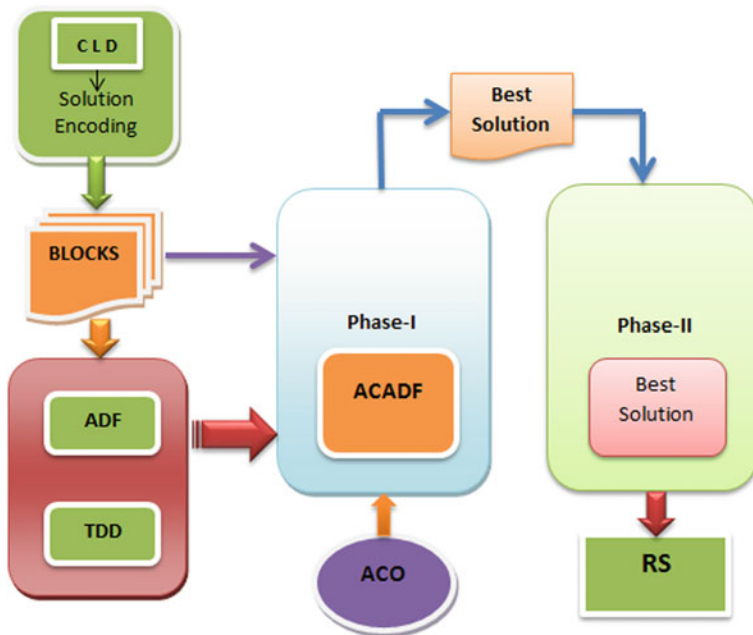 C L D
Solution
Encoding
BLOCKS
ADF
TDD
Phase-I
ACADF
ACO
Best
Solution
Phase-II
Best
Solution
RS